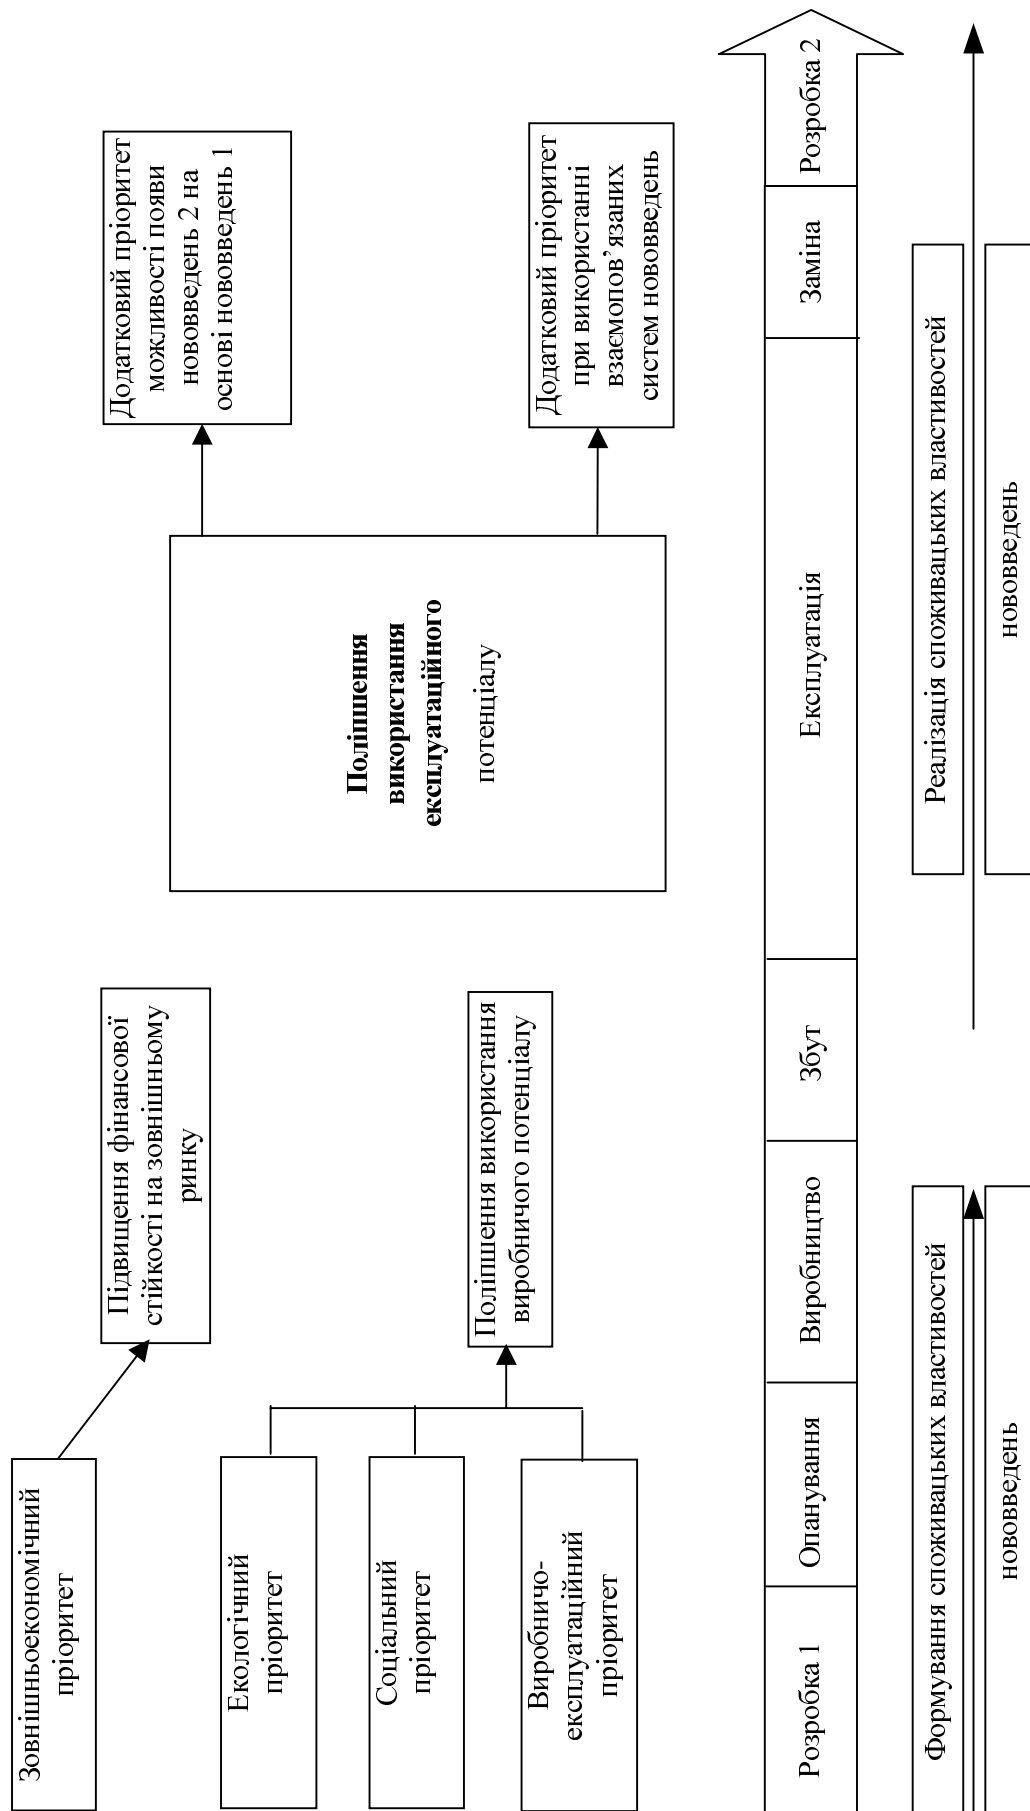 Зовнішньоекономічний
пріоритет
Підвищення фінансової
стійкості на зовнішньому
ринку
Додатковий пріоритет
можливості появи
нововведень 2 на
основі нововведень 1
Екологічний
пріоритет
Соціальний
пріоритет
Виробничо-
експлуатаційний
пріоритет
Поліпшення використання
виробничого потенціалу
Поліпшення
використання
експлуатаційного
потенціалу
Додатковий пріоритет
при використанні
взаємопов’язаних
систем нововведень
Розробка 1
Опанування
Виробництво
Збут
Експлуатація
Заміна
Розробка 2
Формування споживацьких властивостей
нововведень
Реалізація споживацьких властивостей
нововведень